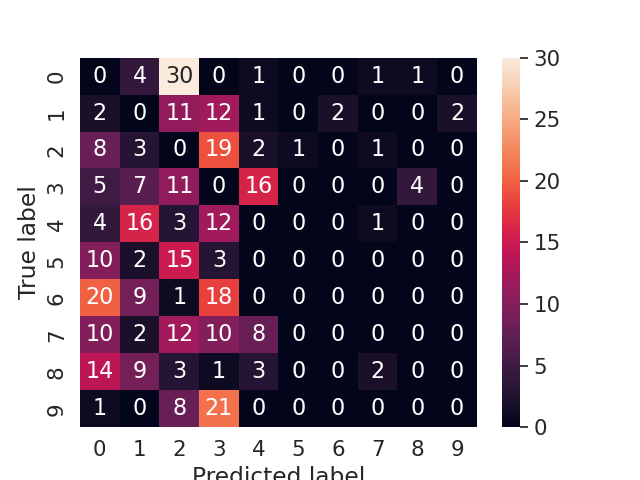 0 0 4 30 0 1 0 0 1 1 0
1 2 0 11 12 1 0 2 0 0 2
2 8 3 0 19 2 1 0 1 0 0
3 5 7 11 0 16 0 0 0 4 0
4 4 16 3 12 0 0 0 1 0 0
5 10 2 15 3 0 0 0 0 0 0
6 20 9 1 18 0 0 0 0 0 0
7 10 2 12 10 8 0 0 0 0 0
8 14 9 3 1 3 0 0 2 0 0
9 1 0 8 21 0 0 0 0 0 0
0 1 2 3 4 5 6 7 8 9
True label
Predicted label
30
25
20
15
10
5
0